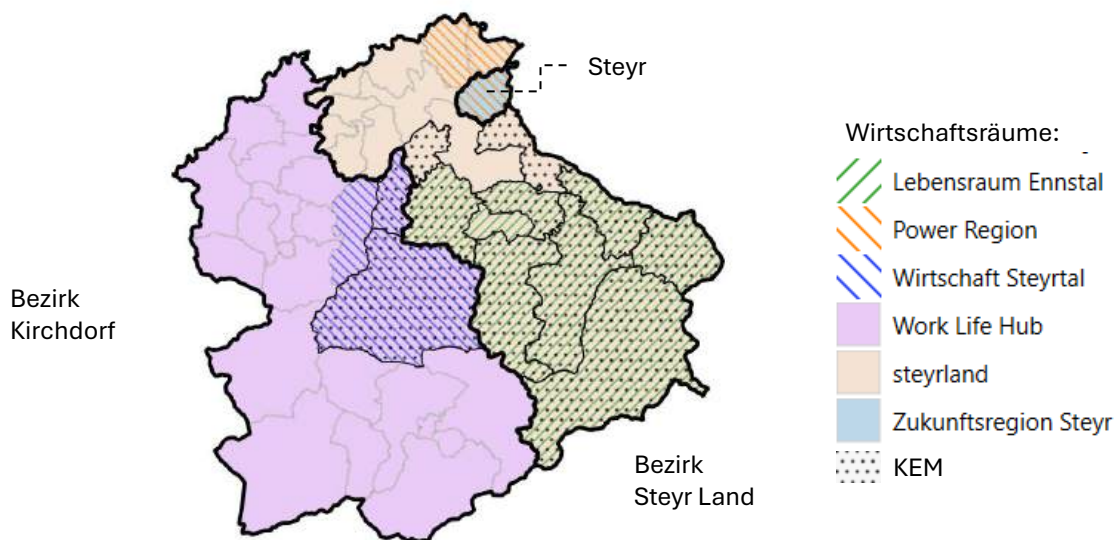 Steyr
Wirtschaftsräume:
Lebensraum Ennstal
Power Region
Wirtschaft Steyrtal
Bezirk
Kirchdorf
Work Life Hub
steyrland
Zukunftsregion Steyr
Bezirk
Steyr Land
KEM